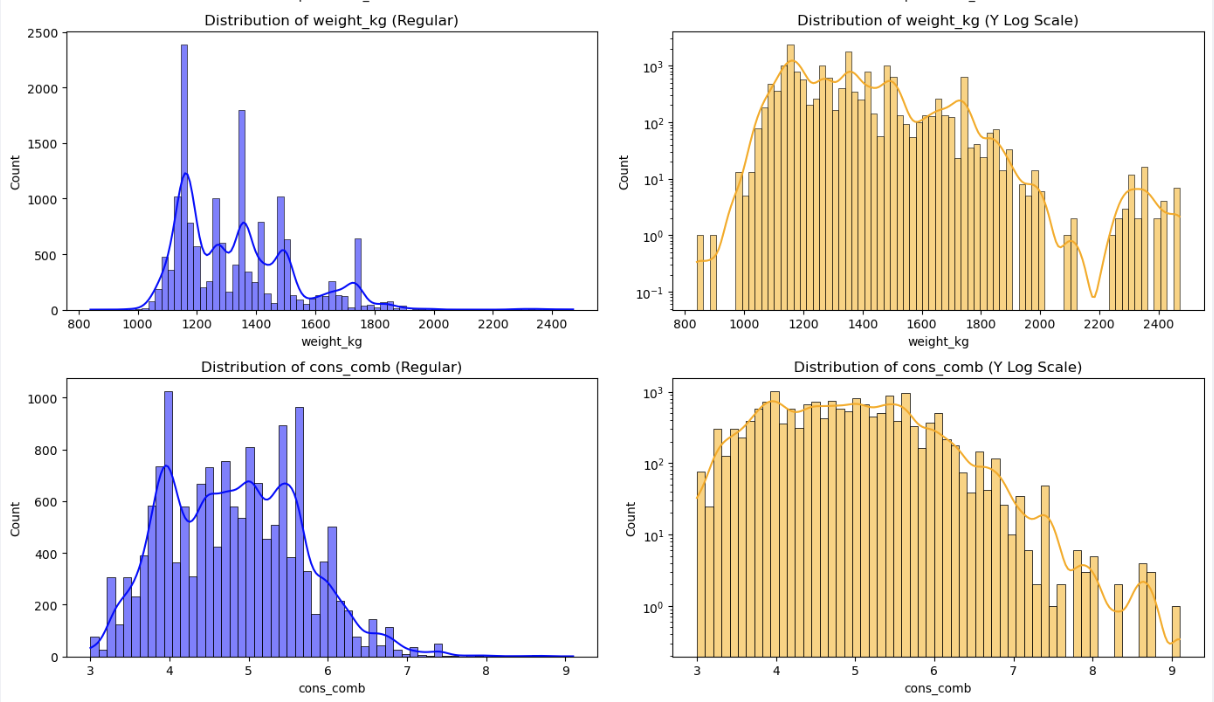 Distribution of weight_kg (Regular)
Count
2500
2000
1500
1000
500
0
800 1000 1200 1400 1600 1800 2000 2200 2400
weight_kg
Distribution of weight_kg (Y Log Scale)
Count
10³
10²
10¹
10⁰
10⁻¹
800 1000 1200 1400 1600 1800 2000 2200 2400
weight_kg
Distribution of cons_comb (Regular)
Count
1000
800
600
400
200
0
3 4 5 6 7 8 9
cons_comb
Distribution of cons_comb (Y Log Scale)
Count
10³
10²
10¹
10⁰
3 4 5 6 7 8 9
cons_comb